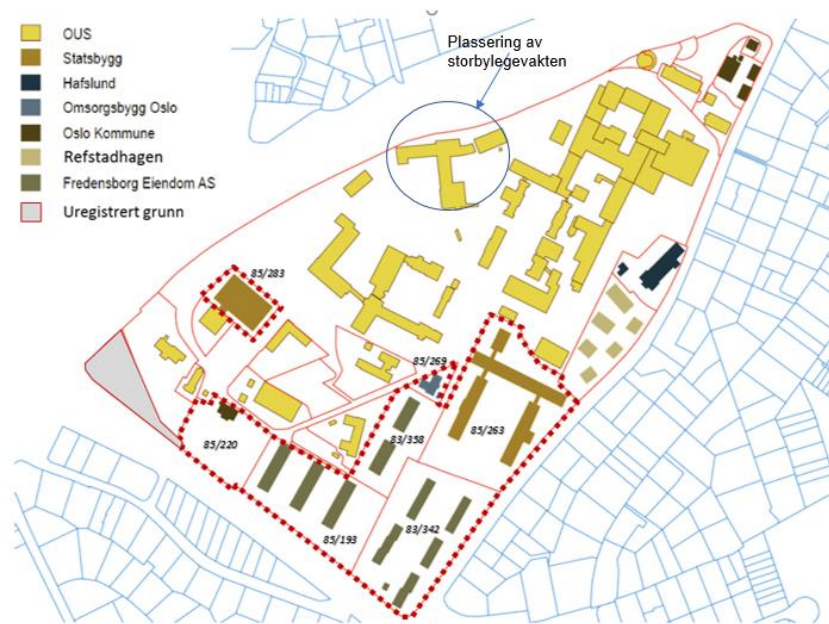 OUS
Statsbygg
Hafslund
Omsorgsbygg Oslo
Oslo Kommune
Refstadhagen
Fredensborg Eiendom AS
Uregistrert grunn
Plassering av
storbylegevakten
85/283
85/269
85/220
83/358
85/263
85/193
83/342